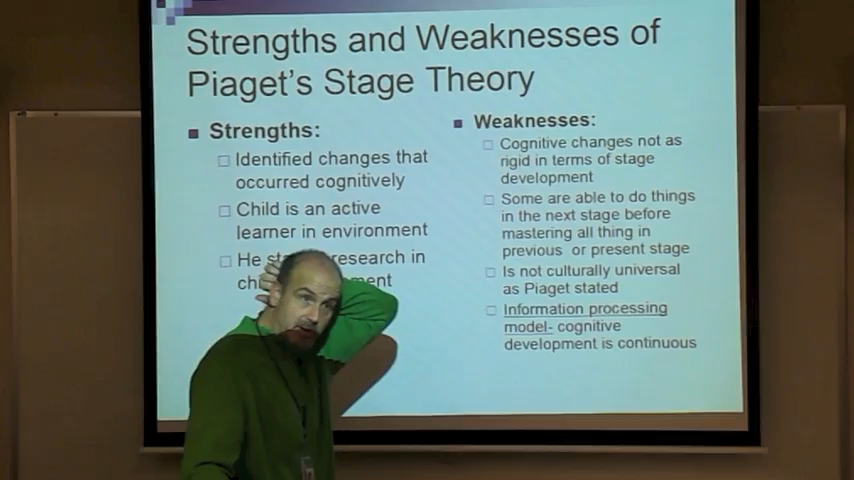 Strengths and Weaknesses of
Piaget's Stage Theory
Strengths:
Identified changes that
occurred cognitively
Child is an active
learner in environment
He research in
Weaknesses:
Cognitive changes not as
rigid in terms of stage
development
Some are able to do things
in the next stage before
mastering all thing in
previous or present stage
Is not culturally universal
as Piaget stated
Information processing
model- cognitive
development is continuous